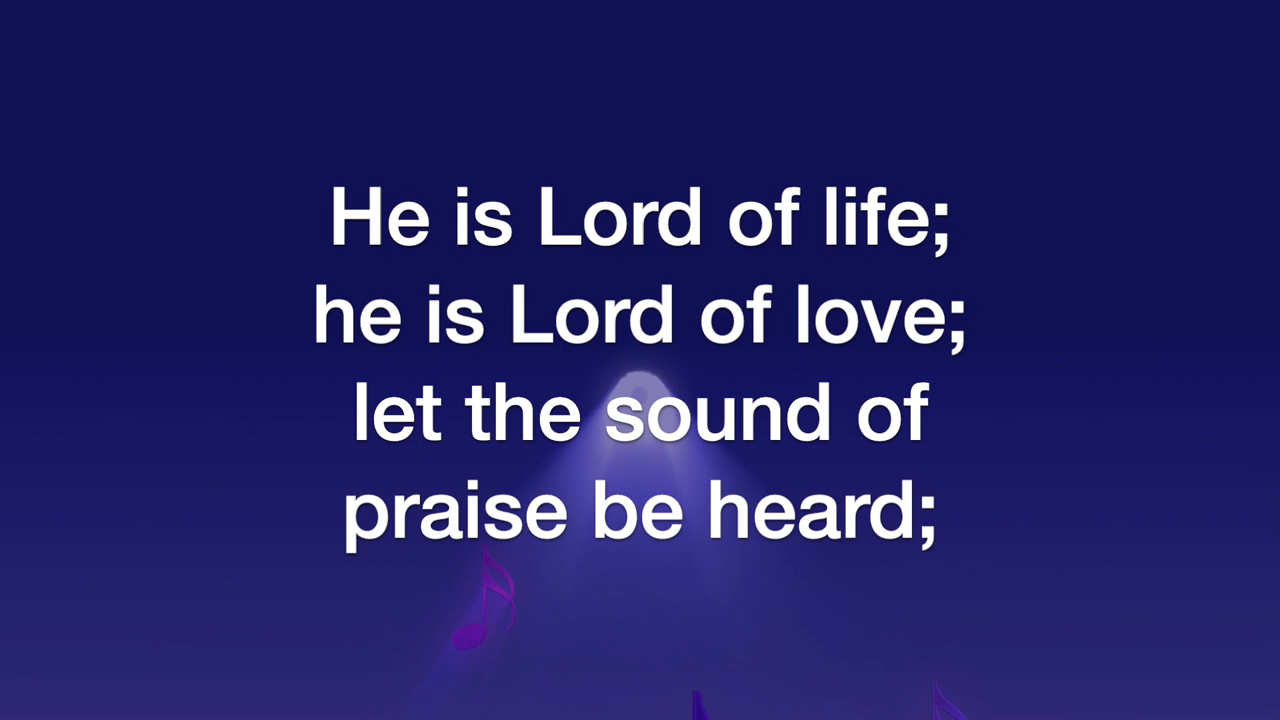 He is Lord of life;
he is Lord of love;
let the sound of
praise be heard;